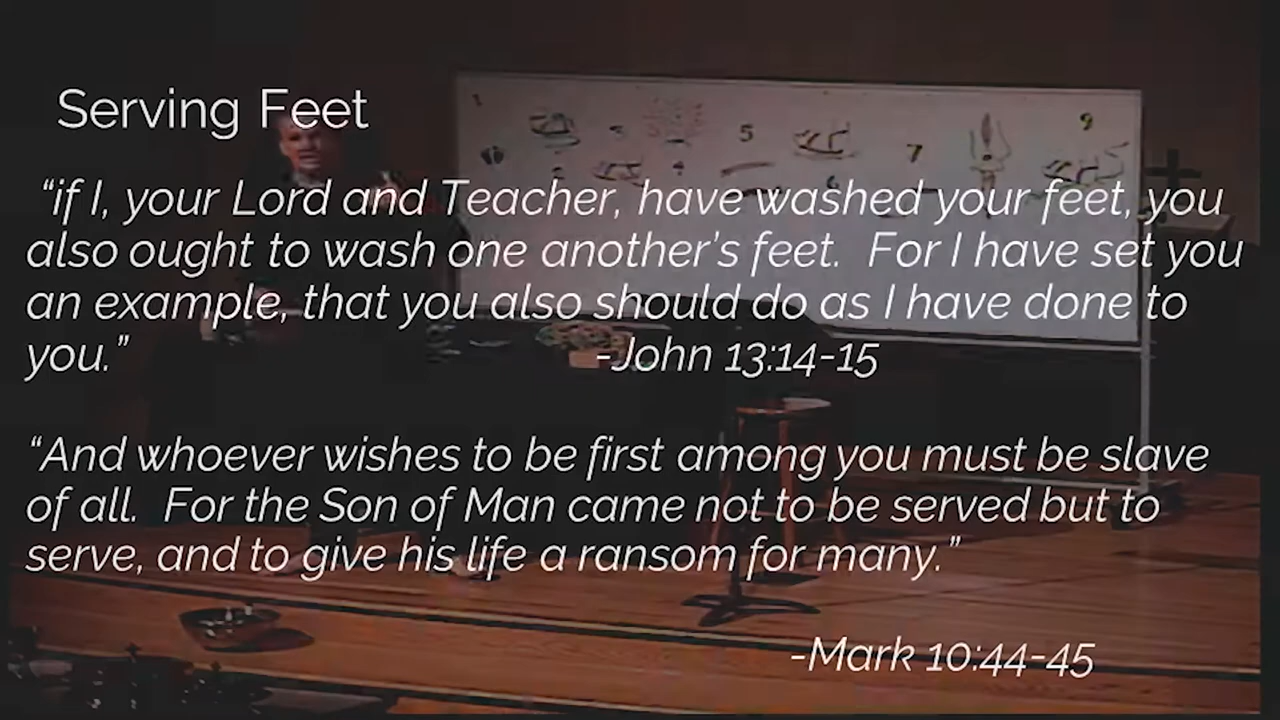 Serving Feet
“if I, your Lord and Teacher, have washed your feet, you
also ought to wash one another’s feet.  For I have set you
an example, that you also should do as I have done to
you.” -John 13:14-15
“And whoever wishes to be first among you must be slave
of all.  For the Son of Man came not to be served but to
serve, and to give his life a ransom for many.”
-Mark 10:44-45
5
7
9